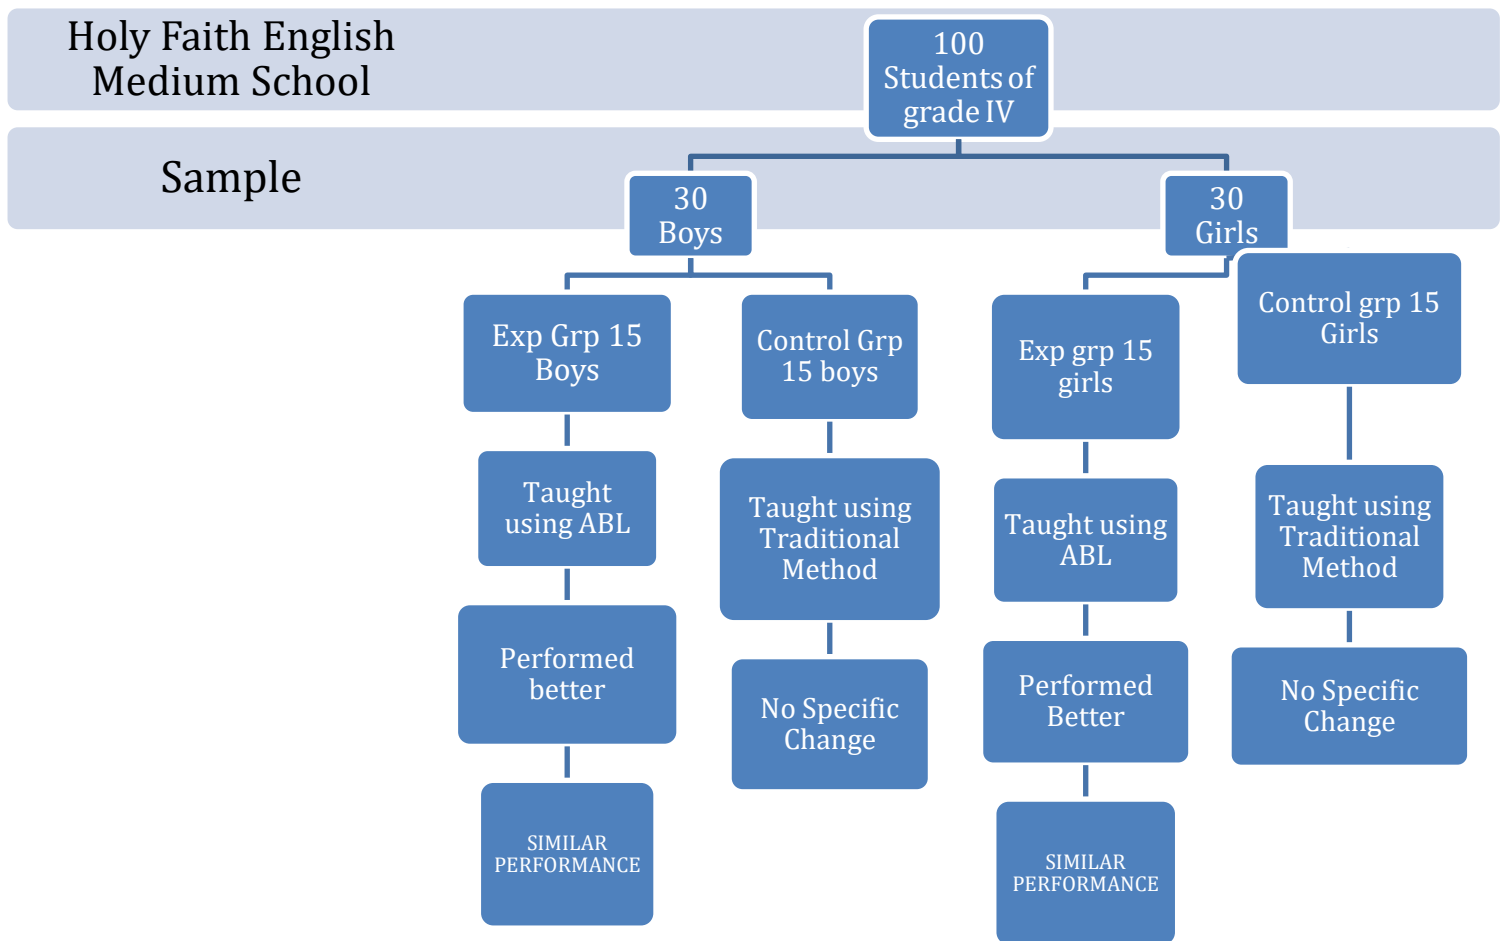 Holy Faith English
Medium School
100
Students of
grade IV
Sample
30
Boys
30
Girls
Exp Grp 15
Boys
Control Grp
15 boys
Exp grp 15
girls
Control grp 15
Girls
Taught
using ABL
Taught using
Traditional
Method
Taught using
ABL
Taught using
Traditional
Method
Performed
better
No Specific
Change
Performed
Better
No Specific
Change
SIMILAR
PERFORMANCE
SIMILAR
PERFORMANCE